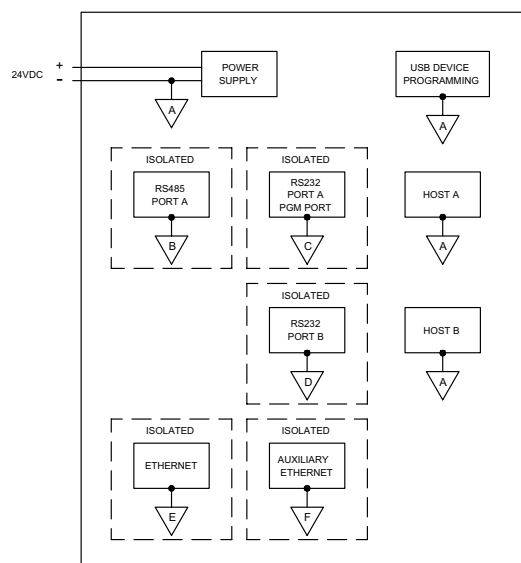 +
24VDC
-
POWER
SUPPLY
A
USB DEVICE
PROGRAMMING
A
ISOLATED
RS485
PORT A
B
ISOLATED
RS232
PORT A
PGM PORT
C
HOST A
A
ISOLATED
RS232
PORT B
D
HOST B
A
ISOLATED
ETHERNET
E
ISOLATED
AUXILIARY
ETHERNET
F